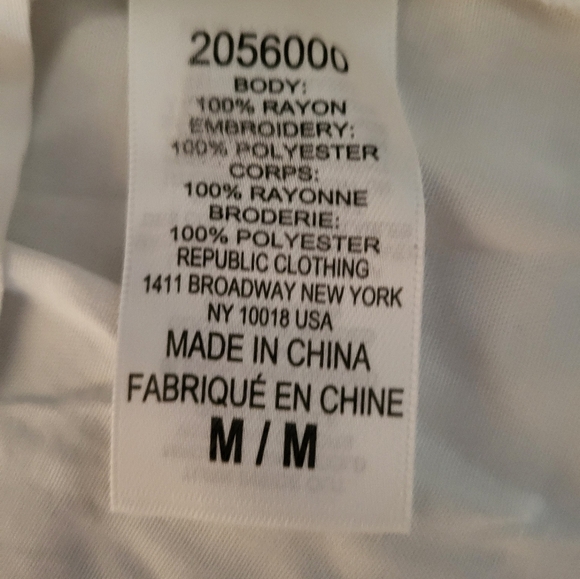 2056000
BODY:
100% RAYON
EMBROIDERY:
100% POLYESTER
CORPS:
100% RAYONNE
BRODERIE:
100% POLYESTER
REPUBLIC CLOTHING
1411 BROADWAY NEW YORK
NY 10018 USA
MADE IN CHINA
FABRIQUÉ EN CHINE
M / M